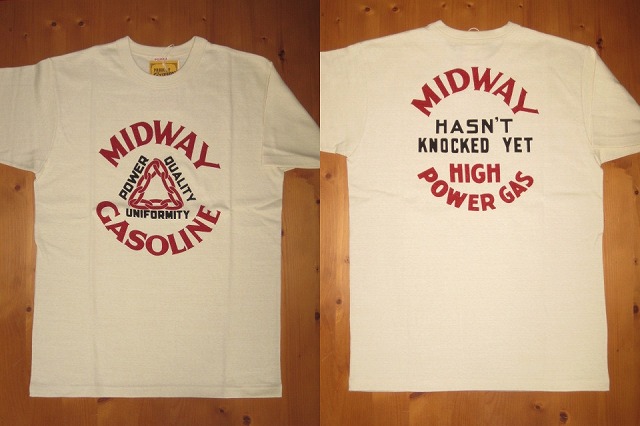 MIDWAY
POWER
QUALITY
UNIFORMITY
GASOLINE
MIDWAY
HASN'T
KNOCKED YET
HIGH
POWER GAS